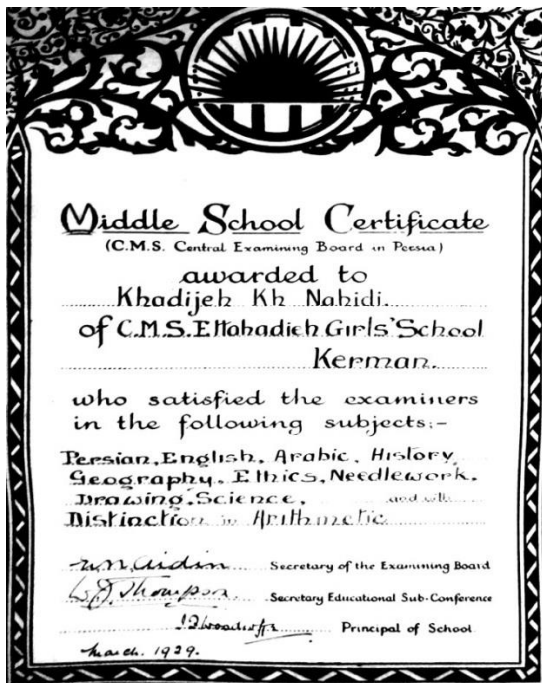 Middle School Certificate
(C.M.S. Central Examining Board in Persia)
awarded to
Khadijeh Kh Nahidi.
of C.M.S. Ettahadieh Girls' School
Kerman.
who satisfied the examiners
in the following subjects:-
Persian, English, Arabic, History,
Geography, Ethics, Needlework,
Drawing, Science, and with
Distinction in Arithmetic
Secretary of the Examining Board
W.J. Thompson. Secretary Educational Sub-Conference
Principal of School
March. 1929.